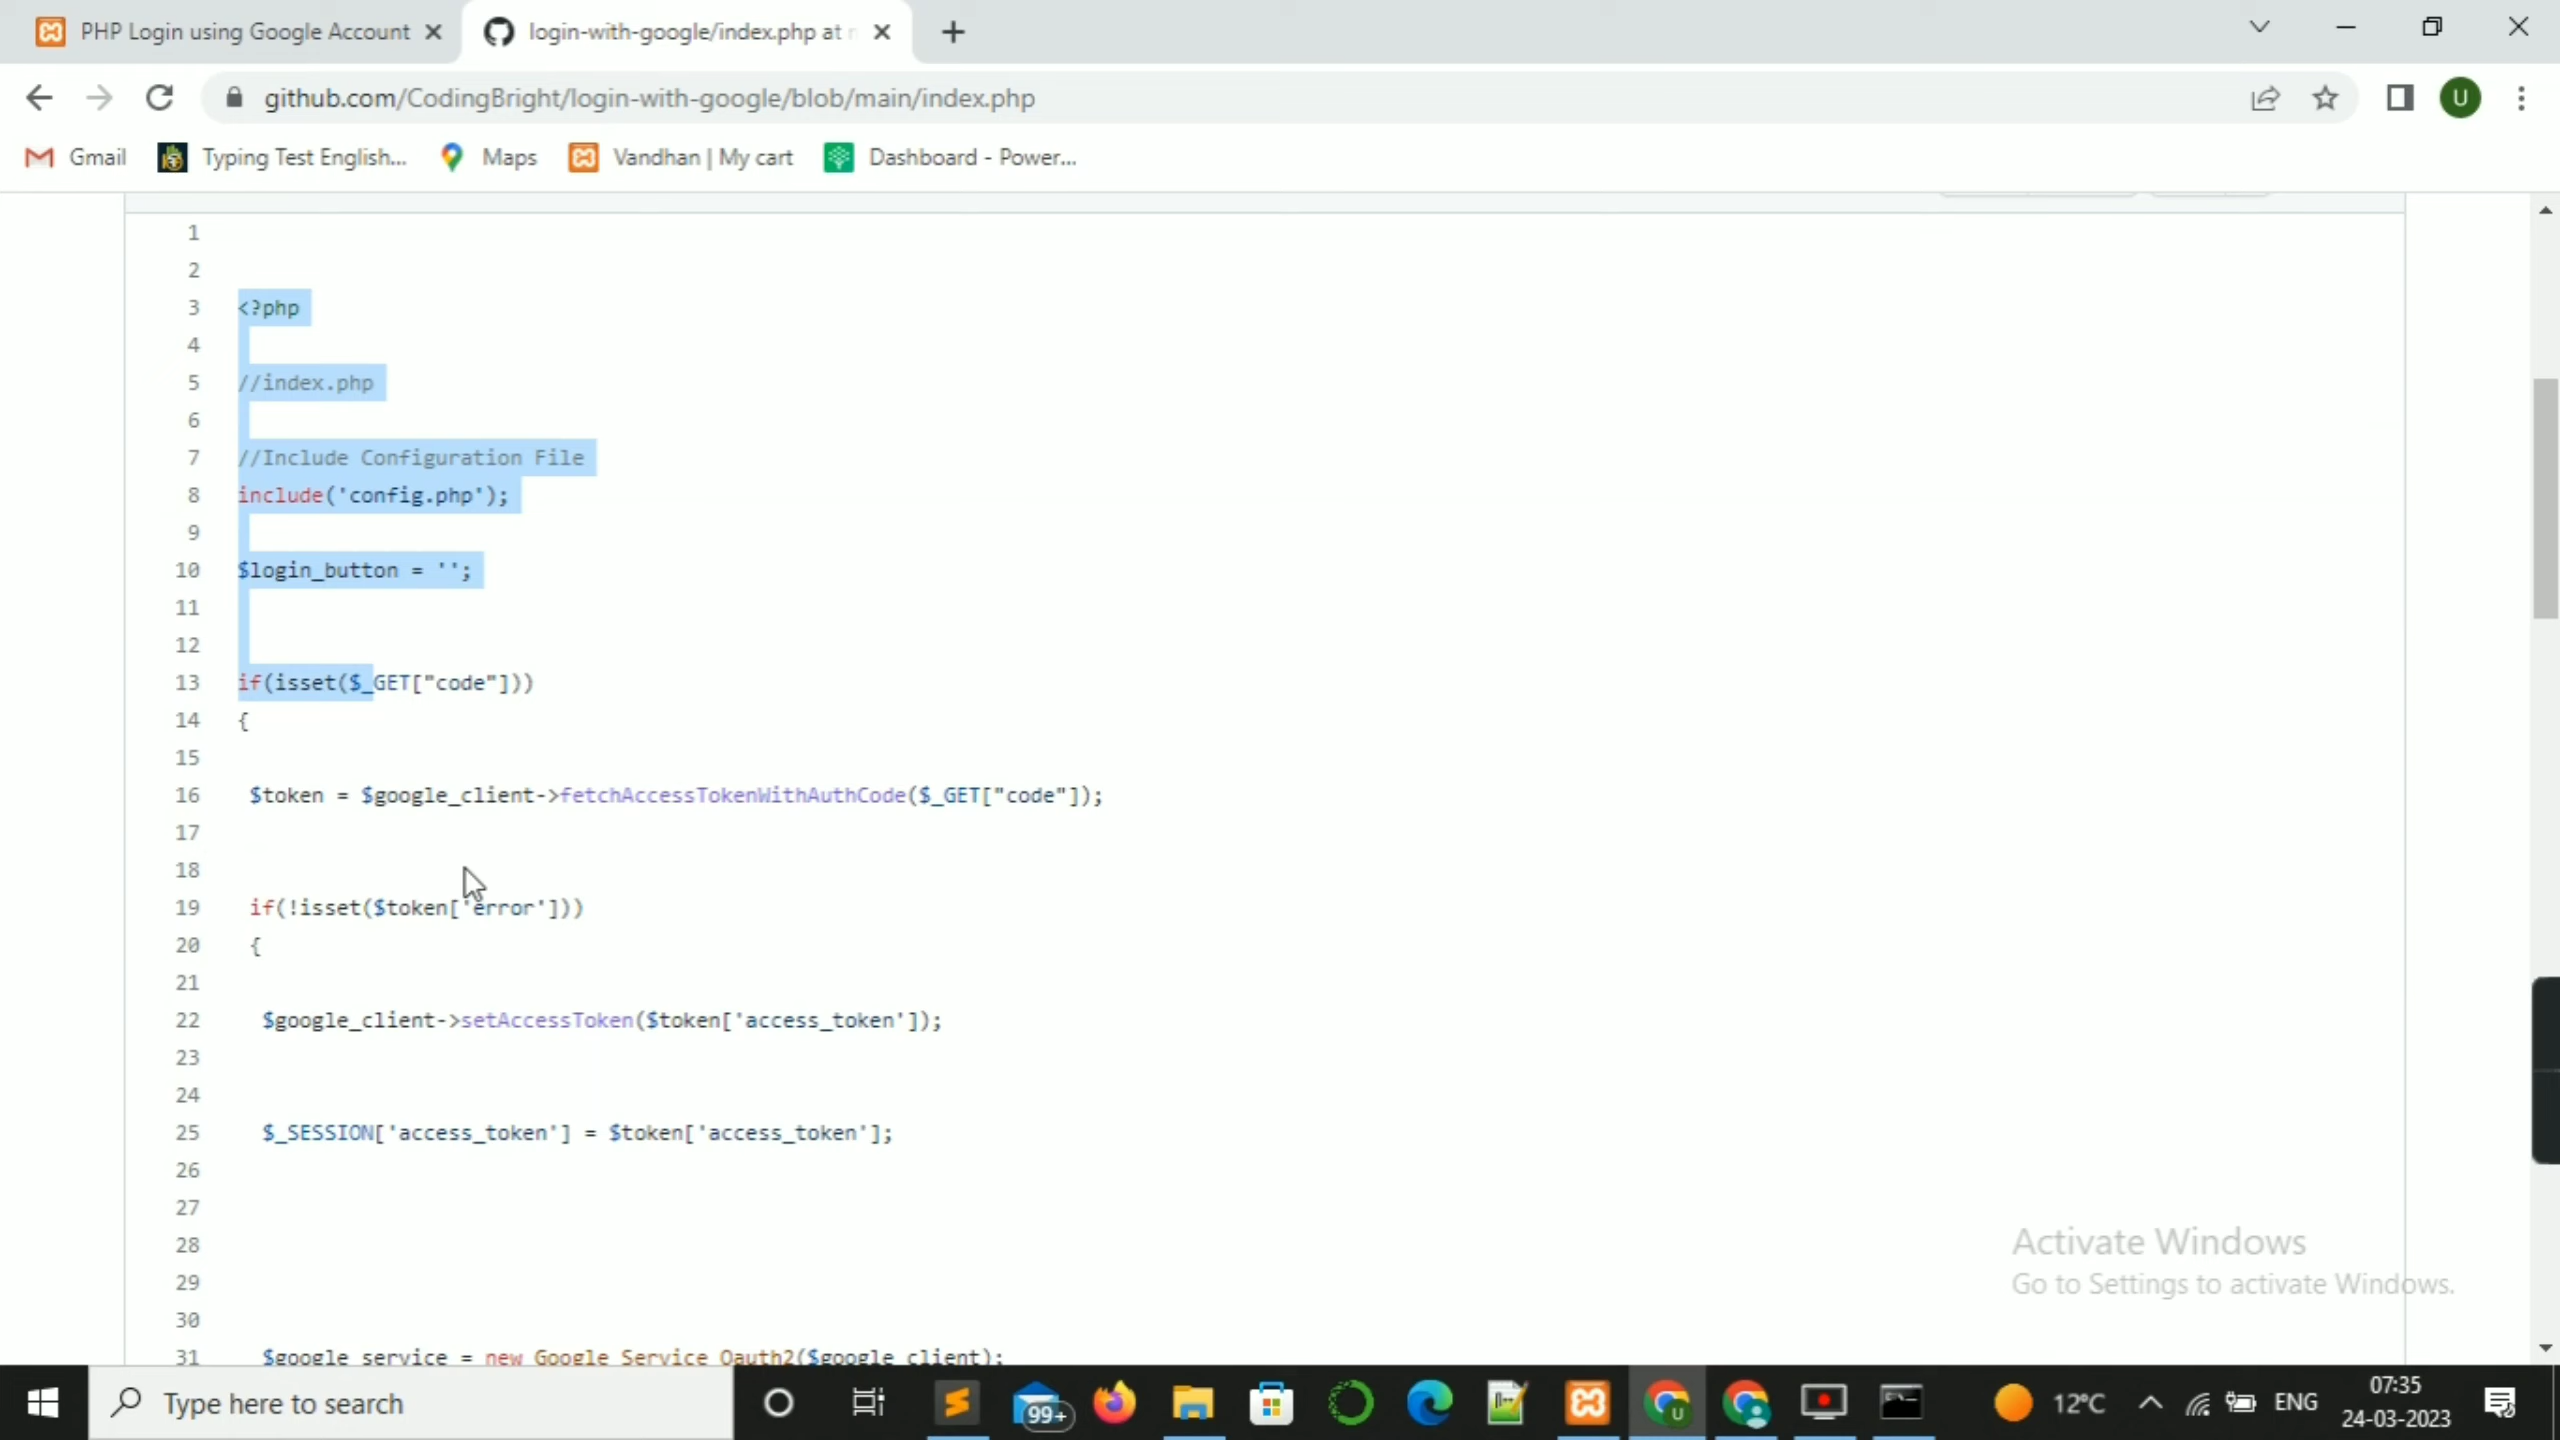 PHP Login using Google Account
login-with-google/index.php at
github.com/CodingBright/login-with-google/blob/main/index.php
U
Gmail
Typing Test English...
Maps
Vandhan | My cart
Dashboard - Power...
1
2
3 <?php
4
5 //index.php
6
7 //Include Configuration File
8 include('config.php');
9
10 $login_button = '';
11
12
13 if(isset($_GET["code"]))
14 {
15
16 $token = $google_client->fetchAccessTokenWithAuthCode($_GET["code"]);
17
18
19 if(!isset($token['error']))
20 {
21
22 $google_client->setAccessToken($token['access_token']);
23
24
25 $_SESSION['access_token'] = $token['access_token'];
26
27
28
29
30
31 $google_service = new Google_Service_Oauth2($google_client);
Activate Windows
Go to Settings to activate Windows.
Type here to search
99+
U
12°C
ENG
07:35
24-03-2023